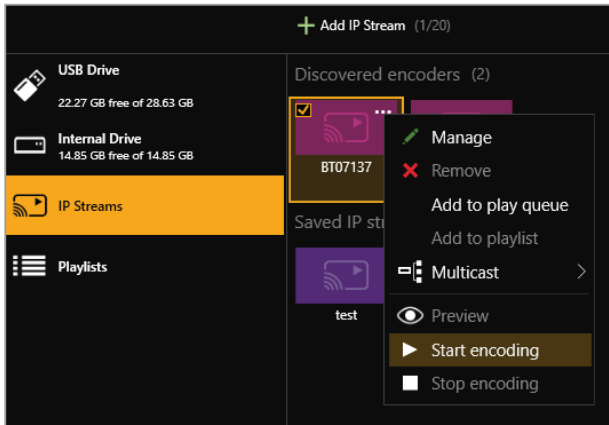 Add IP Stream (1/20)
USB Drive
22.27 GB free of 28.63 GB
Internal Drive
14.85 GB free of 14.85 GB
IP Streams
Playlists
Discovered encoders (2)
BT07137
Saved IP st
test
Manage
Remove
Add to play queue
Add to playlist
Multicast
Preview
Start encoding
Stop encoding